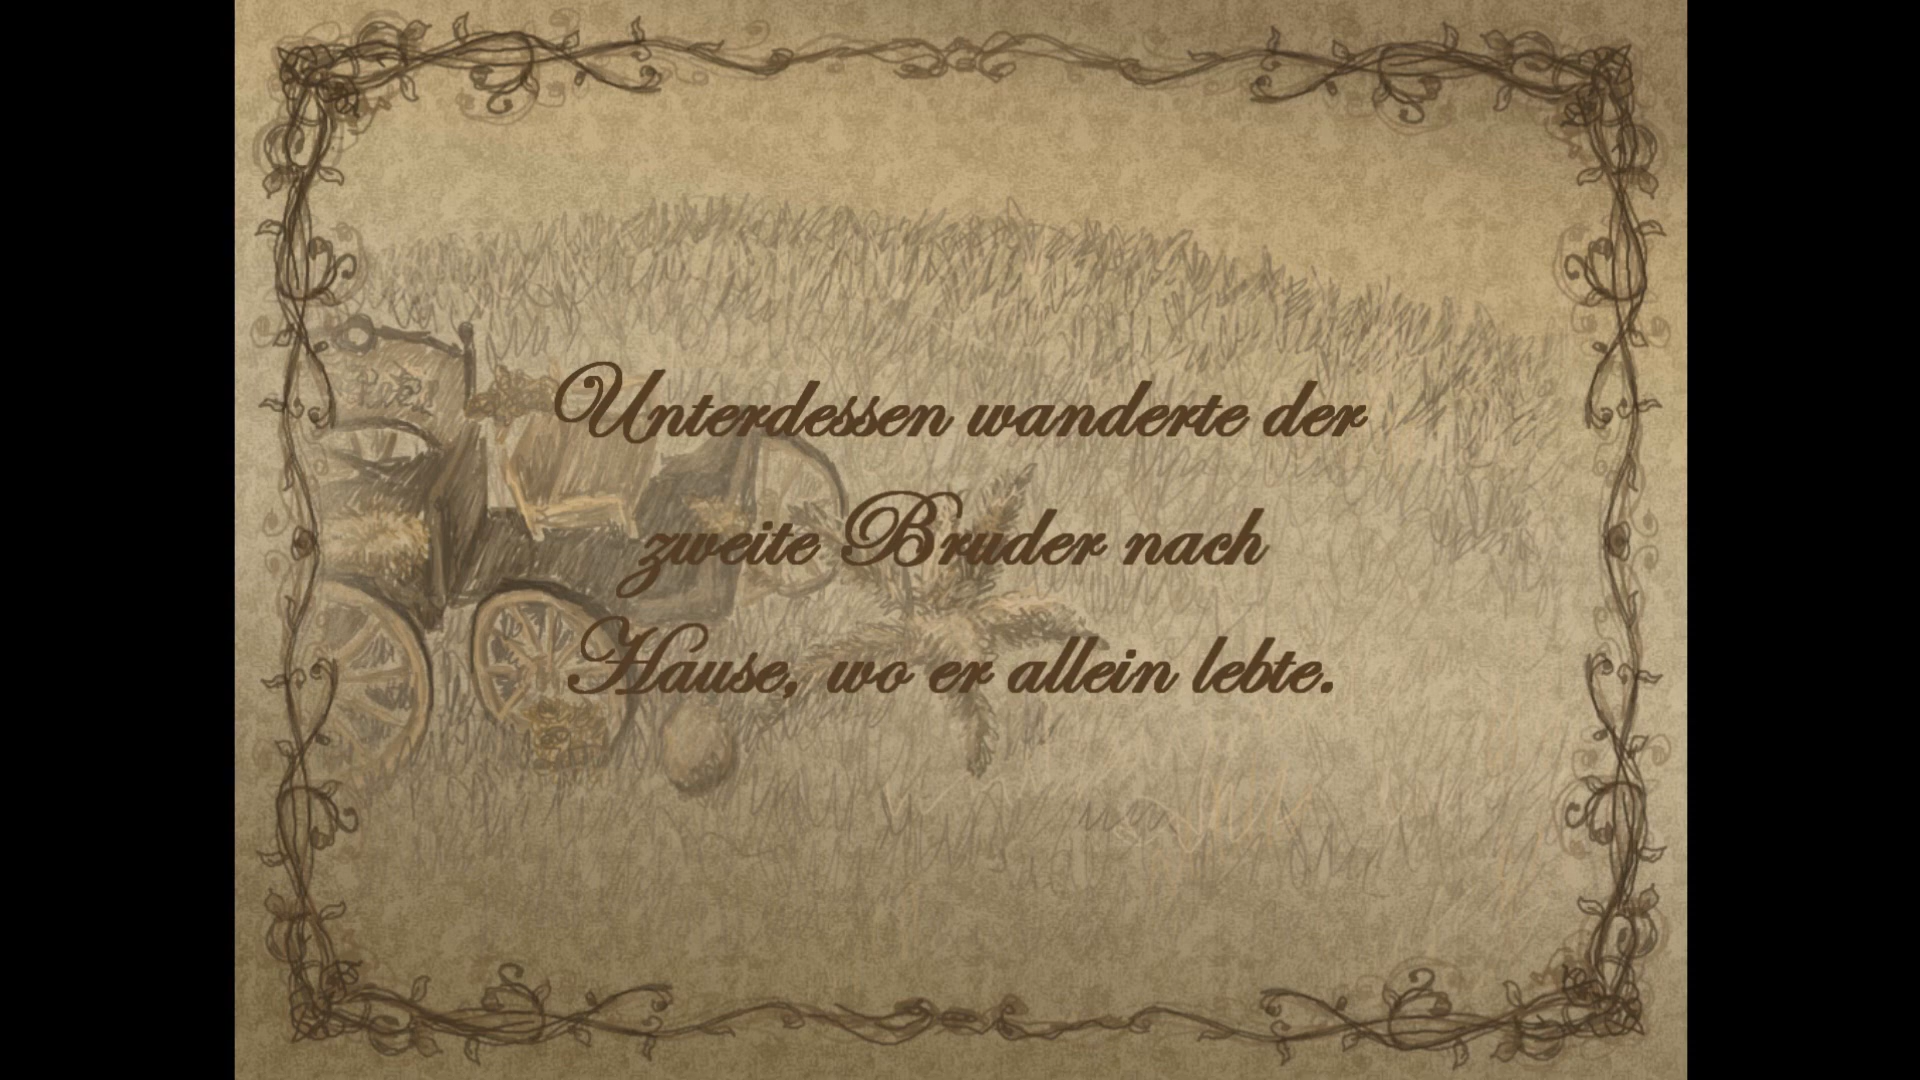 Unterdessen wanderte der
zweite Bruder nach
Hause, wo er allein lebte.